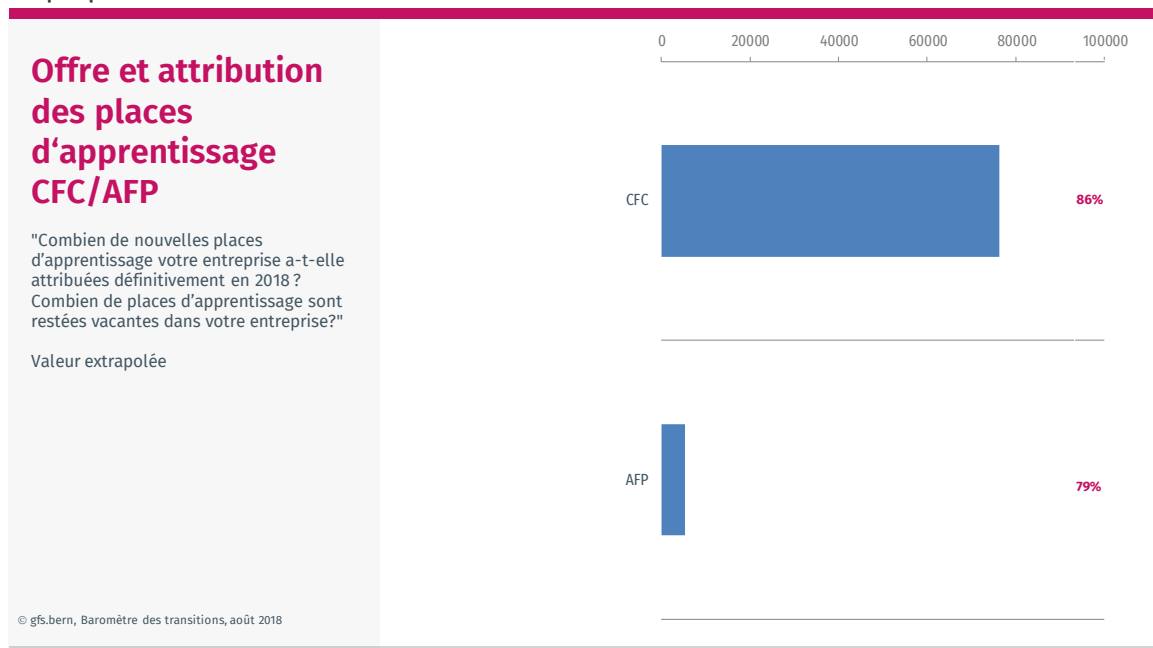 Offre et attribution
des places
d‘apprentissage
CFC/AFP
"Combien de nouvelles places
d’apprentissage votre entreprise a-t-elle
attribuées définitivement en 2018 ?
Combien de places d’apprentissage sont
restées vacantes dans votre entreprise?"
Valeur extrapolée
© gfs.bern, Baromètre des transitions, août 2018
0 20000 40000 60000 80000 100000
CFC 86%
AFP 79%